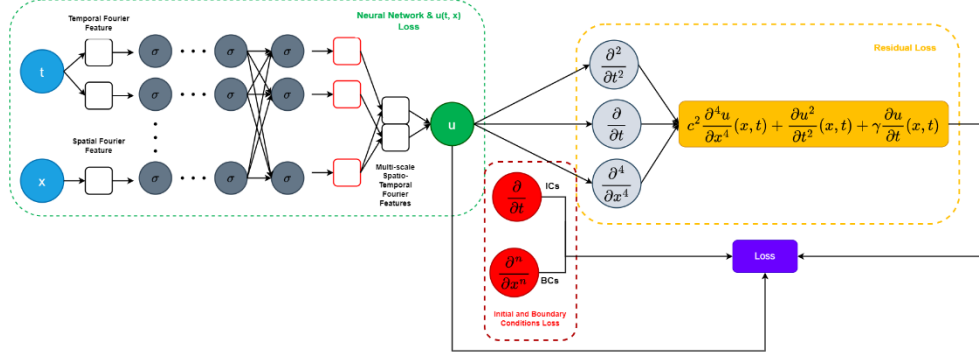 Temporal Fourier
Feature
Neural Network & u(t, x)
Loss
t
σ
σ
σ
σ
σ
σ
Spatial Fourier
Feature
x
σ
σ
σ
Multi-scale
Spatio-
Temporal
Fourier
Features
u
Residual Loss
∂²/∂t²
∂/∂t
∂⁴/∂x⁴
c² ∂⁴u/∂x⁴ (x, t) + ∂u²/∂t² (x, t) + γ ∂u/∂t (x, t)
∂/∂t
ICs
∂ⁿ/∂xⁿ
BCs
Initial and Boundary
Conditions Loss
Loss